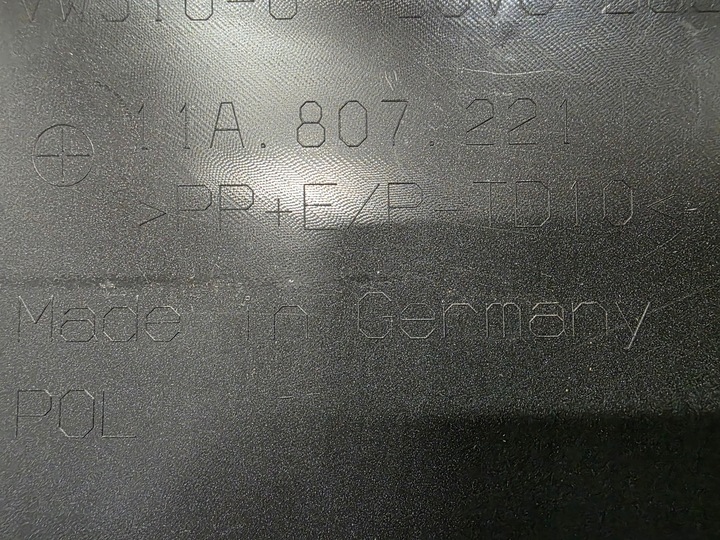 11A.807.221
>PP+E/P-TD10<
Made in Germany
POL